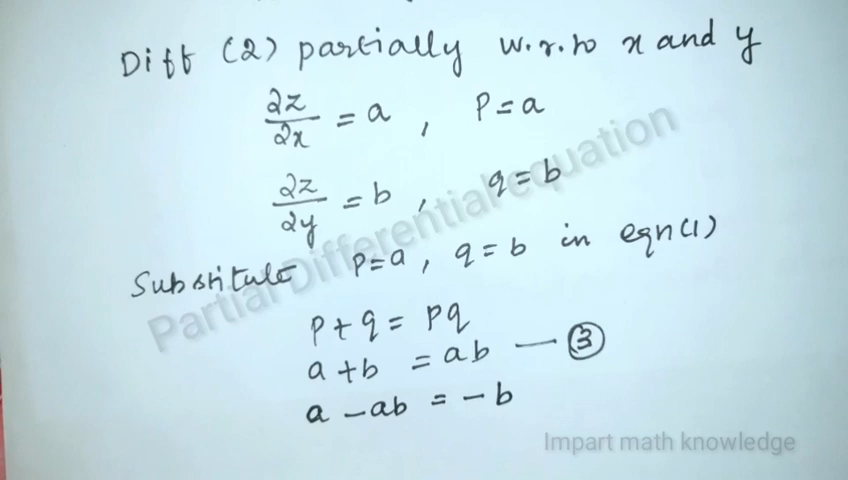 Diff (2) partially w.r.to x and y
∂z/∂x = a , P = a
∂z/∂y = b , q = b
Substitute P = a , q = b in eqn(1)
P + q = Pq
a + b = ab — ③
a - ab = - b
Partial Differential equation
Impart math knowledge